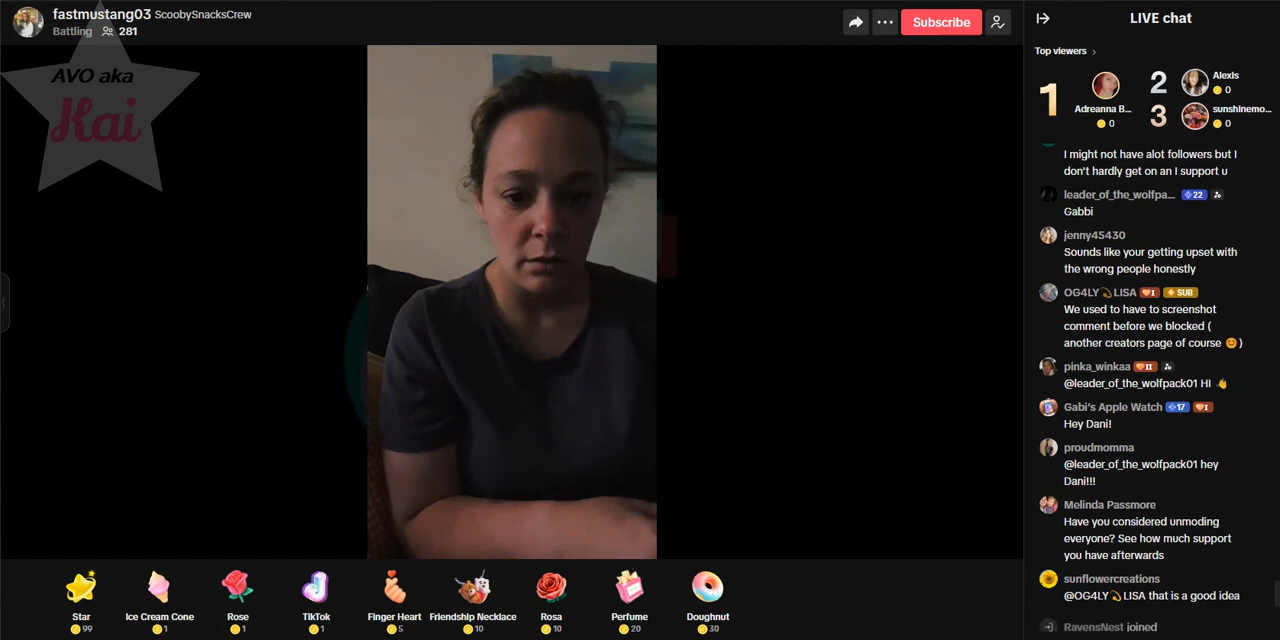 fastmustang03 ScoobySnacksCrew
Battling 281
Subscribe
AVO aka
Kai
LIVE chat
Top viewers
1
Adreanna B...
0
2
Alexis
0
3
sunshinemo...
0
I might not have alot followers but I
don't hardly get on an I support u
leader_of_the_wolfpa... 22
Gabbi
jenny45430
Sounds like your getting upset with
the wrong people honestly
OG4LY💫LISA I SUB
We used to have to screenshot
comment before we blocked (
another creators page of course 😊)
pinka_winkaa II
@leader_of_the_wolfpack01 HI 👋
Gabi's Apple Watch 17 I
Hey Dani!
proudmomma
@leader_of_the_wolfpack01 hey
Dani!!!
Melinda Passmore
Have you considered unmoding
everyone? See how much support
you have afterwards
sunflowercreations
@OG4LY💫LISA that is a good idea
RavensNest joined
Star
99
Ice Cream Cone
1
Rose
1
TikTok
1
Finger Heart
5
Friendship Necklace
10
Rosa
10
Perfume
20
Doughnut
30